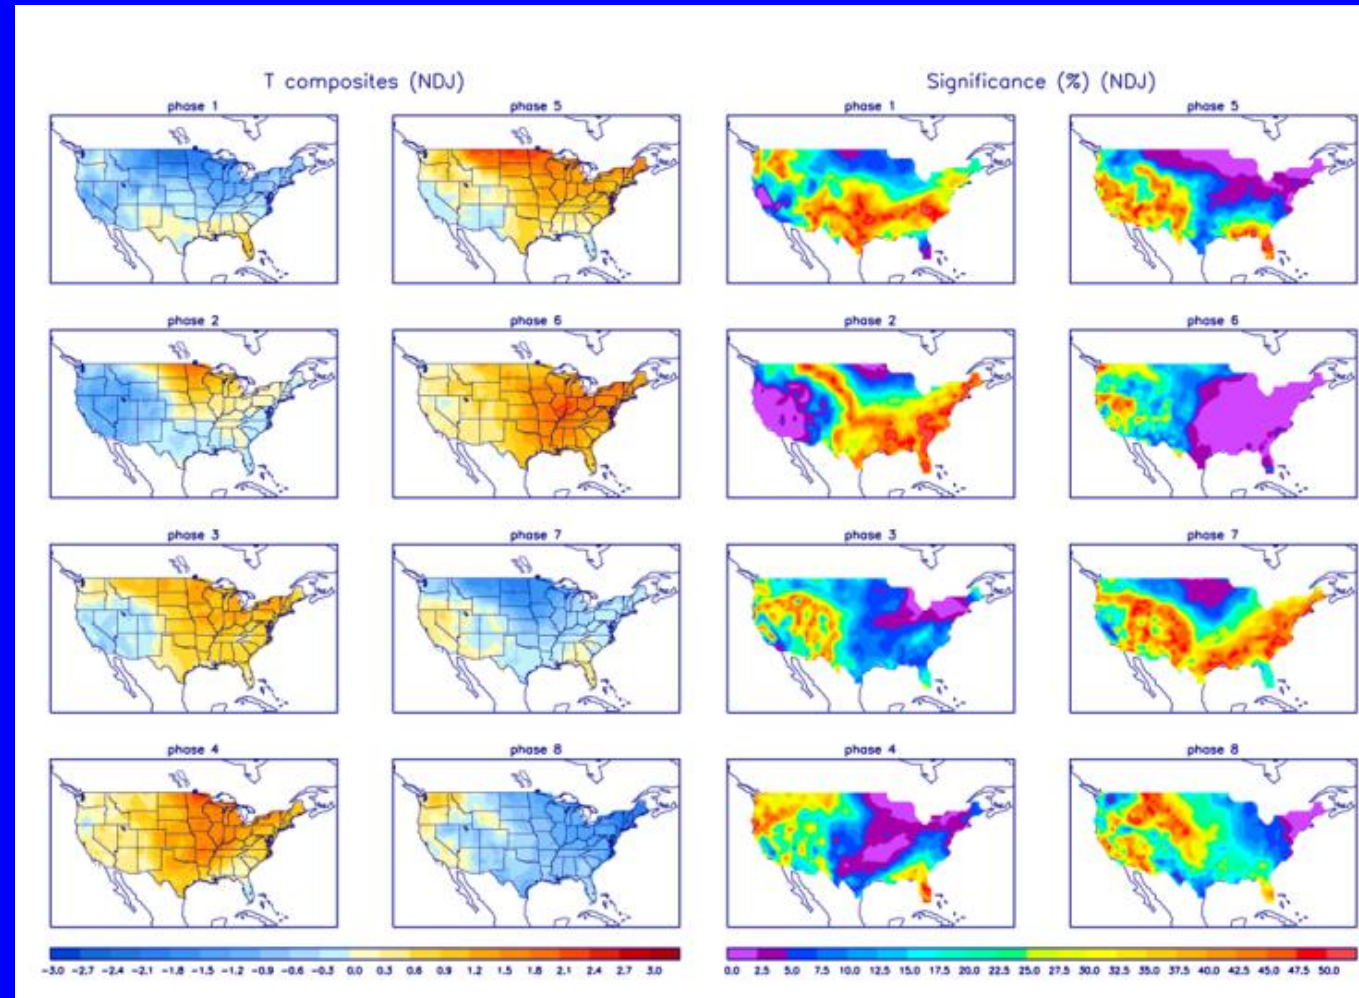 T composites (NDJ) Significance (%) (NDJ)
phase 1 phase 5 phase 1 phase 5
phase 2 phase 6 phase 2 phase 6
phase 3 phase 7 phase 3 phase 7
phase 4 phase 8 phase 4 phase 8
-3.0 -2.7 -2.4 -2.1 -1.8 -1.5 -1.2 -0.9 -0.6 -0.3 0.0 0.3 0.6 0.9 1.2 1.5 1.8 2.1 2.4 2.7 3.0 0.0 2.5 5.0 7.5 10.0 12.5 15.0 17.5 20.0 22.5 25.0 27.5 30.0 32.5 35.0 37.5 40.0 42.5 45.0 47.5 50.0